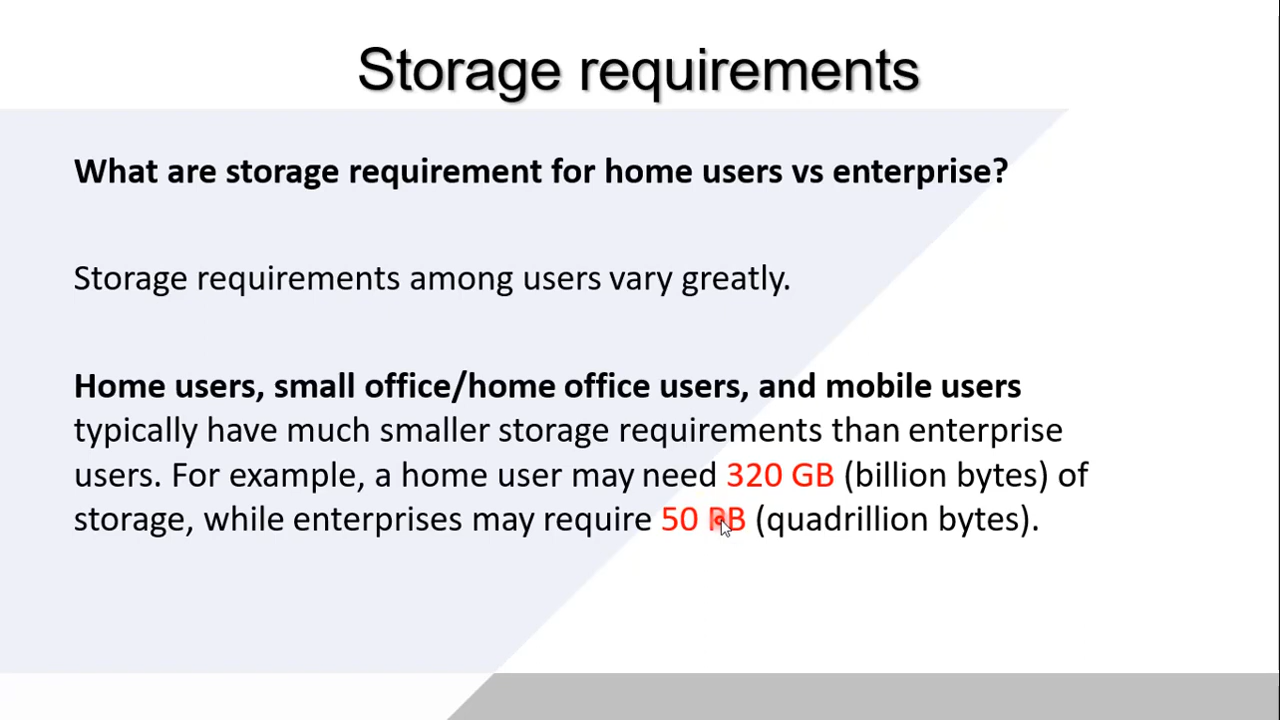 Storage requirements
What are storage requirement for home users vs enterprise?
Storage requirements among users vary greatly.
Home users, small office/home office users, and mobile users
typically have much smaller storage requirements than enterprise
users. For example, a home user may need 320 GB (billion bytes) of
storage, while enterprises may require 50 PB (quadrillion bytes).